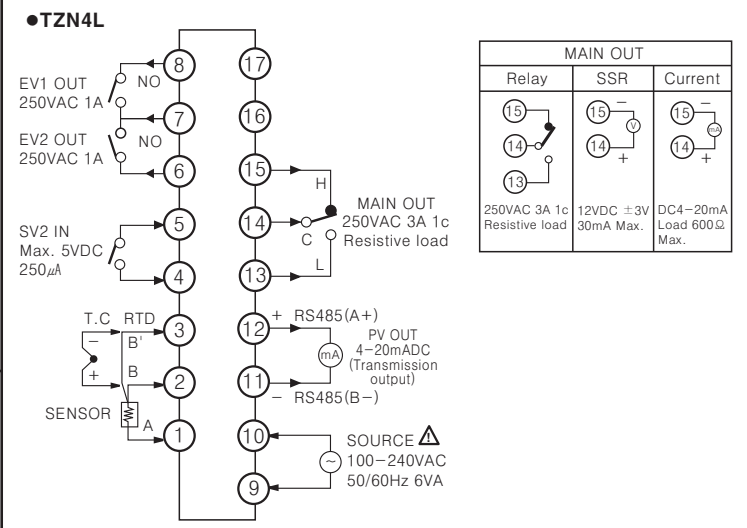 ●TZN4L
8
17
EV1 OUT
250VAC 1A
NO
7
16
EV2 OUT
250VAC 1A
NO
6
15
H
MAIN OUT
250VAC 3A 1c
Resistive load
14
C
L
13
SV2 IN
Max. 5VDC
250㎂
5
4
T.C RTD
3
B'
−
+
B
2
SENSOR
A
1
12
+ RS485(A+)
mA
PV OUT
4−20mADC
(Transmission
output)
11
− RS485(B−)
10
SOURCE ⚠
~
100−240VAC
50/60Hz 6VA
9
MAIN OUT
Relay
SSR
Current
15
14
13
250VAC 3A 1c
Resistive load
15
−
V
14
+
12VDC ±3V
30mA Max.
15
−
mA
14
+
DC4−20mA
Load 600Ω
Max.